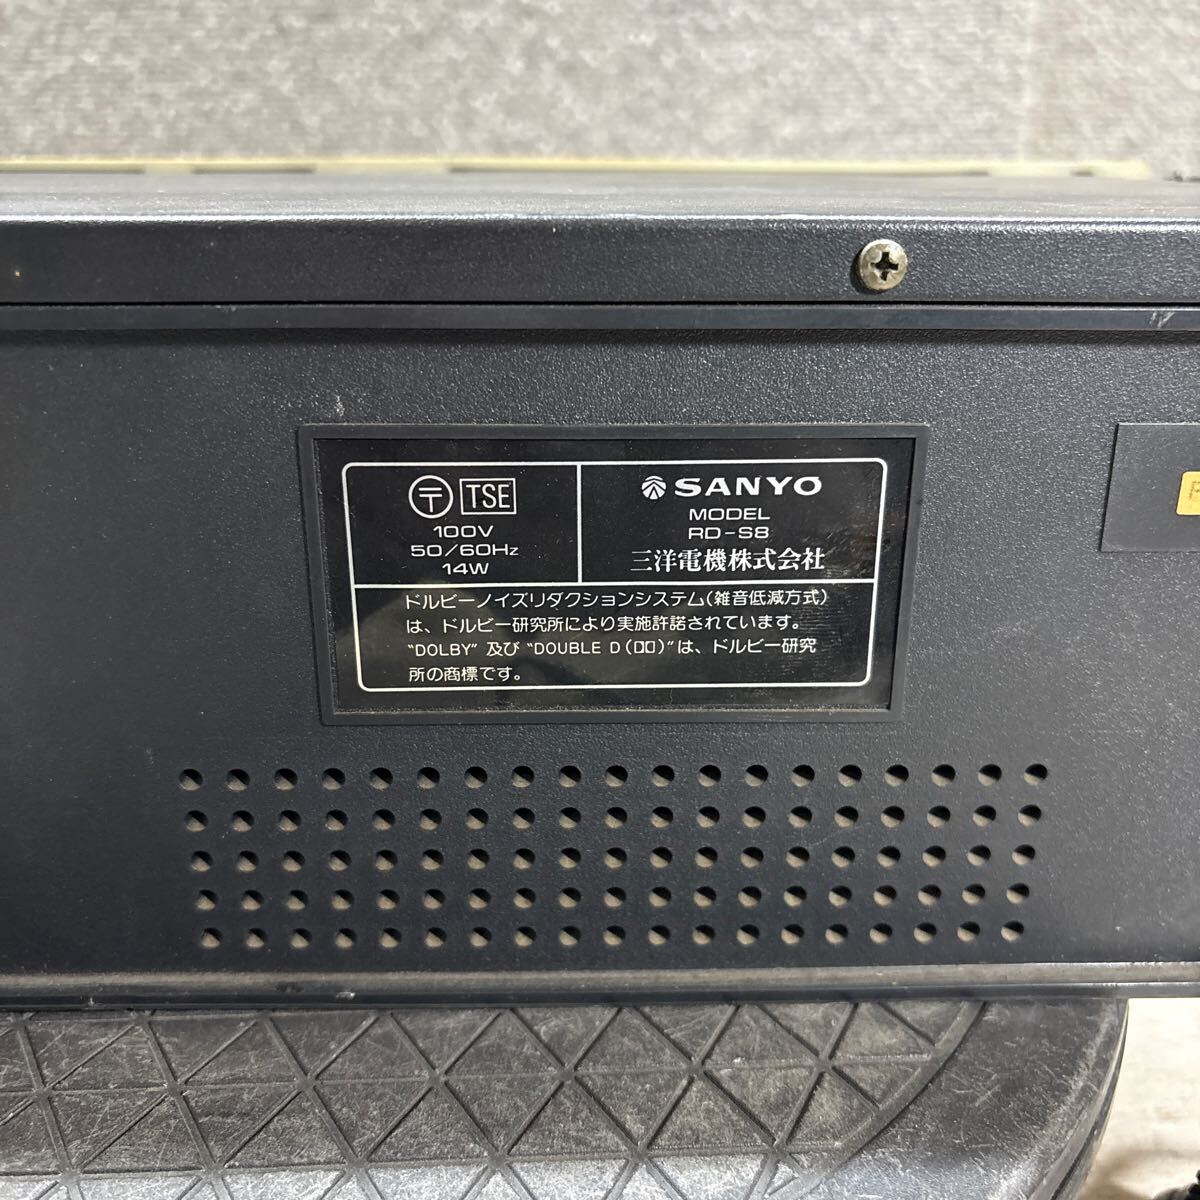 〒 TSE
100V
50/60Hz
14W
SANYO
MODEL
RD-S8
三洋電機株式会社
ドルビーノイズリダクションシステム(雑音低減方式)
は、ドルビー研究所により実施許諾されています。
"DOLBY" 及び "DOUBLE D (DD)"は、ドルビー研究
所の商標です。